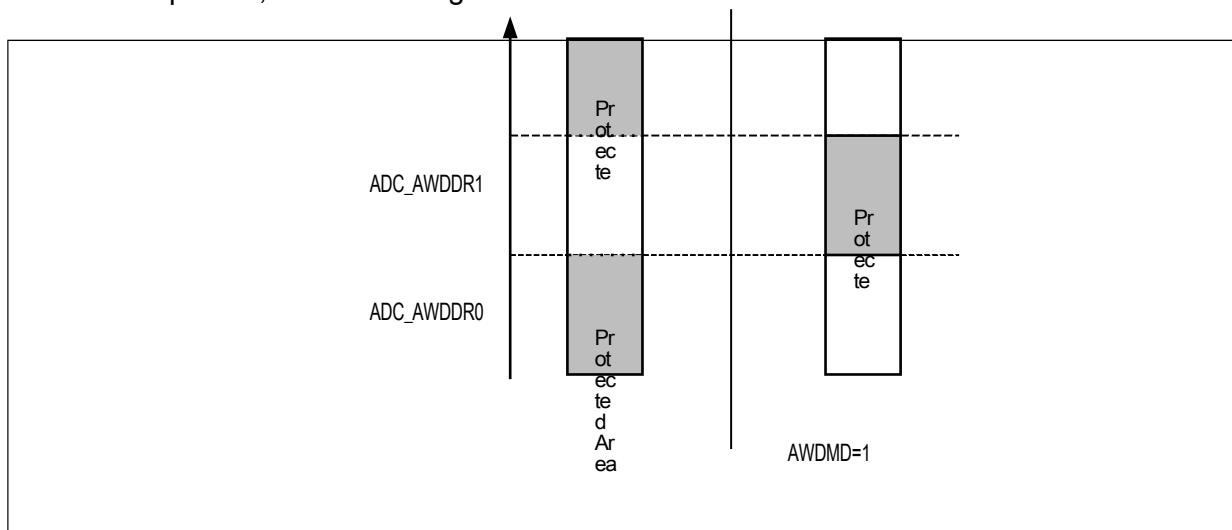 Pr
ot
ec
te
ADC_AWDDR1
Pr
ot
ec
te
ADC_AWDDR0
Pr
ot
ec
te
d
Ar
ea
AWDMD=1